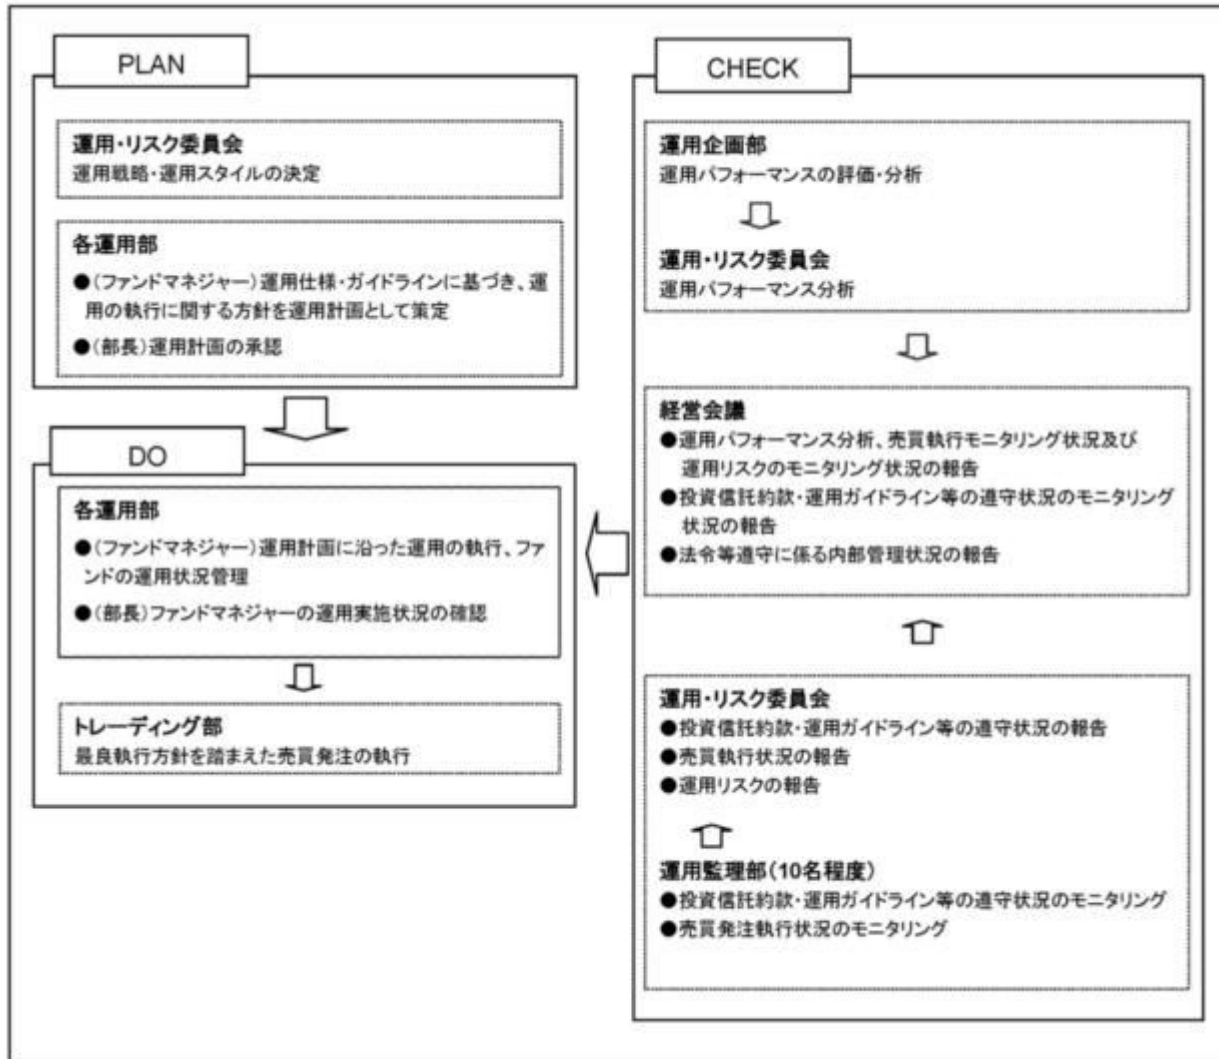 PLAN
運用・リスク委員会
運用戦略・運用スタイルの決定
各運用部
●(ファンドマネジャー)運用仕様・ガイドラインに基づき、運
用の執行に関する方針を運用計画として策定
●(部長)運用計画の承認
DO
各運用部
●(ファンドマネジャー)運用計画に沿った運用の執行、ファ
ンドの運用状況管理
●(部長)ファンドマネジャーの運用実施状況の確認
トレーディング部
最良執行方針を踏まえた売買発注の執行
CHECK
運用企画部
運用パフォーマンスの評価・分析
運用・リスク委員会
運用パフォーマンス分析
経営会議
●運用パフォーマンス分析、売買執行モニタリング状況及び
運用リスクのモニタリング状況の報告
●投資信託約款・運用ガイドライン等の遵守状況のモニタリング
状況の報告
●法令等遵守に係る内部管理状況の報告
運用・リスク委員会
●投資信託約款・運用ガイドライン等の遵守状況の報告
●売買執行状況の報告
●運用リスクの報告
運用監理部(10名程度)
●投資信託約款・運用ガイドライン等の遵守状況のモニタリング
●売買発注執行状況のモニタリング